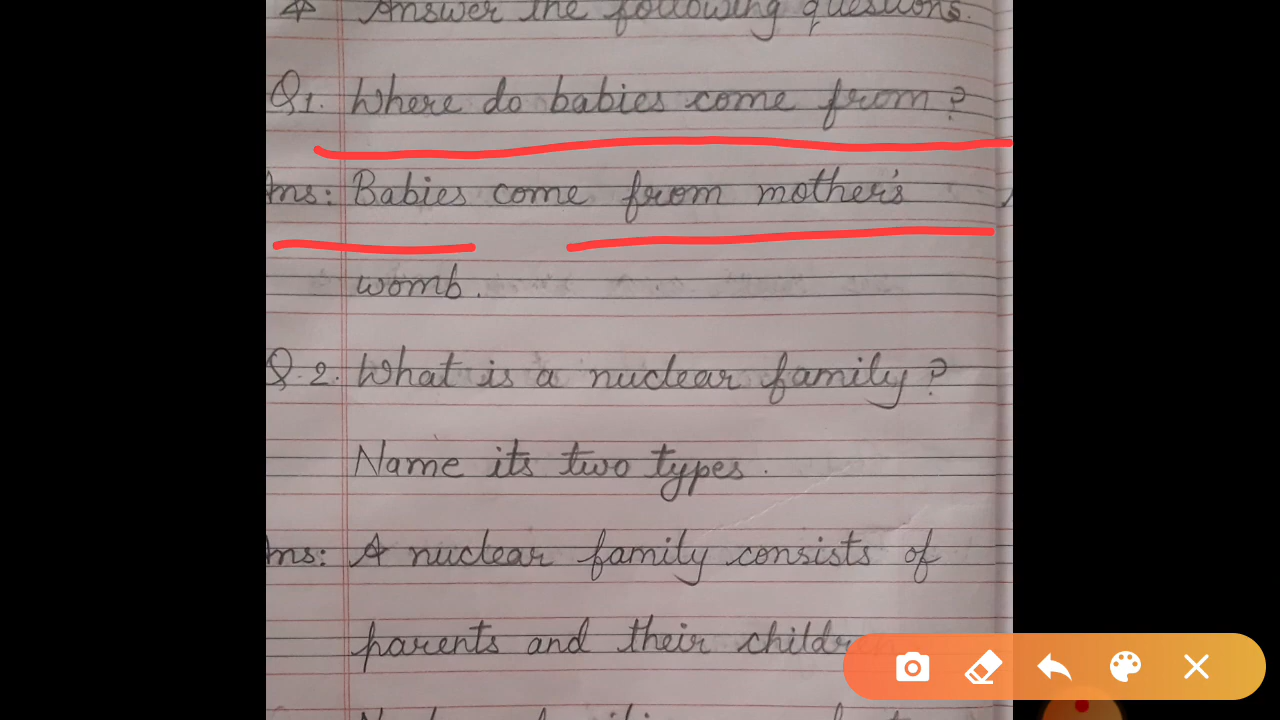 Answer the following questions.
Q1. Where do babies come from?
Ans: Babies come from mother's
womb.
Q.2. What is a nuclear family?
Name its two types.
Ans: A nuclear family consists of
parents and their children